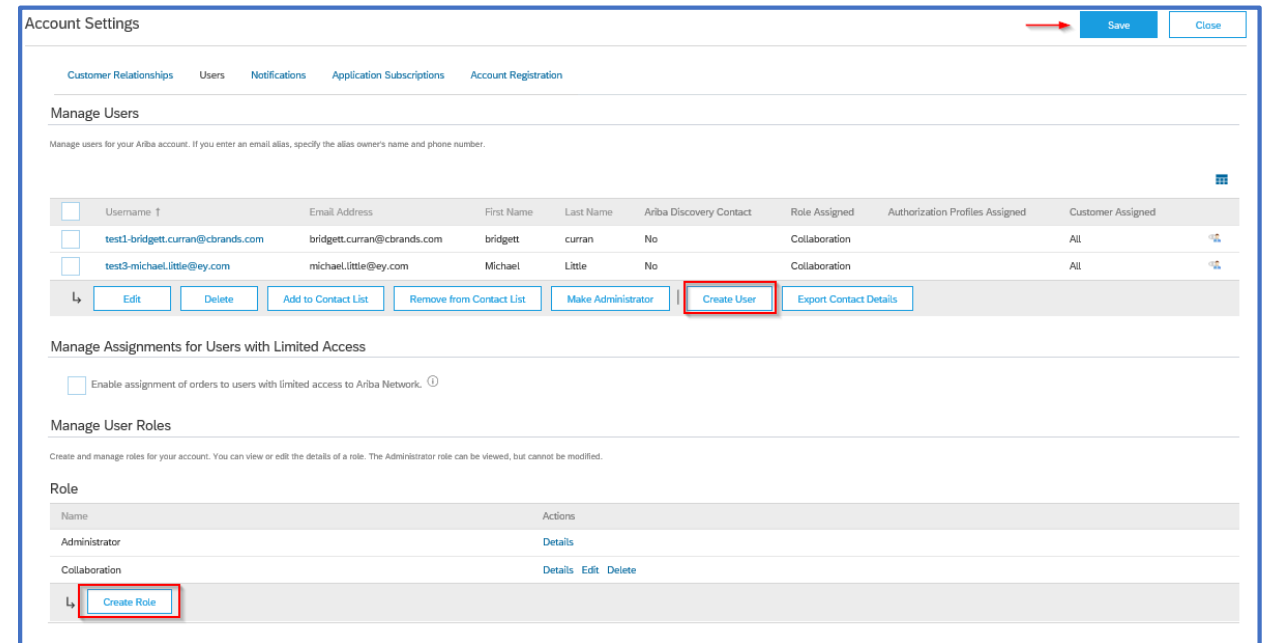 Account Settings
Save
Close
Customer Relationships Users Notifications Application Subscriptions Account Registration
Manage Users
Manage users for your Ariba account. If you enter an email alias, specify the alias owner's name and phone number.
Username ↑ Email Address First Name Last Name Ariba Discovery Contact Role Assigned Authorization Profiles Assigned Customer Assigned
test1-bridgett.curran@cbrands.com bridgett.curran@cbrands.com bridgett curran No Collaboration All
test3-michael.little@ey.com michael.little@ey.com Michael Little No Collaboration All
Edit Delete Add to Contact List Remove from Contact List Make Administrator | Create User Export Contact Details
Manage Assignments for Users with Limited Access
Enable assignment of orders to users with limited access to Ariba Network.
Manage User Roles
Create and manage roles for your account. You can view or edit the details of a role. The Administrator role can be viewed, but cannot be modified.
Role
Name Actions
Administrator Details
Collaboration Details Edit Delete
Create Role